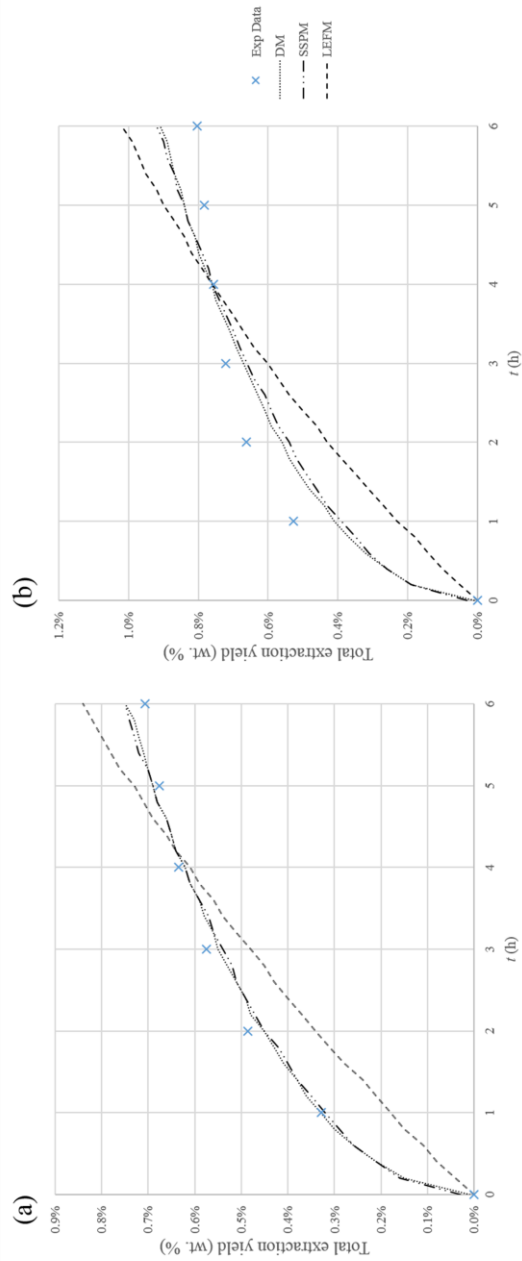 (a)
Total extraction yield (wt. %)
0.9%
0.8%
0.7%
0.6%
0.5%
0.4%
0.3%
0.2%
0.1%
0.0%
0 1 2 3 4 5 6
t (h)
(b)
Total extraction yield (wt. %)
1.2%
1.0%
0.8%
0.6%
0.4%
0.2%
0.0%
0 1 2 3 4 5 6
t (h)
Exp Data
DM
SSPM
LEFM